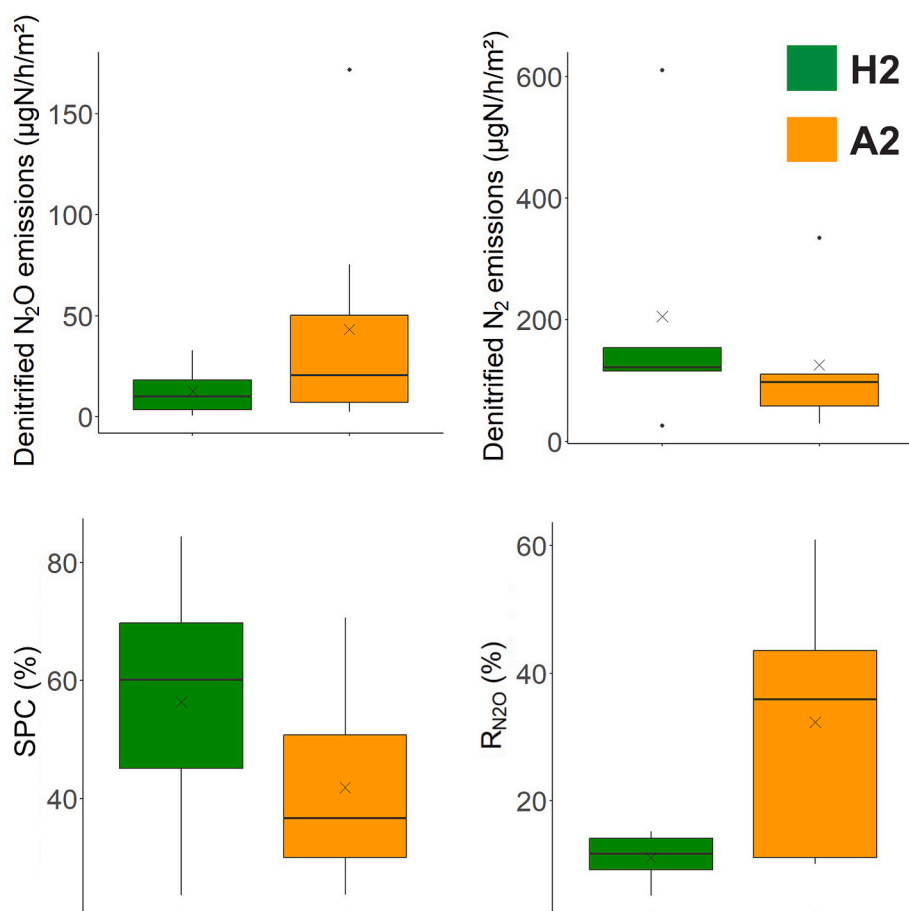 Denitrified N₂O emissions (µgN/h/m²)
150
100
50
0
Denitrified N₂ emissions (µgN/h/m²)
600
400
200
0
H2
A2
SPC (%)
80
60
40
R_N2O (%)
60
40
20